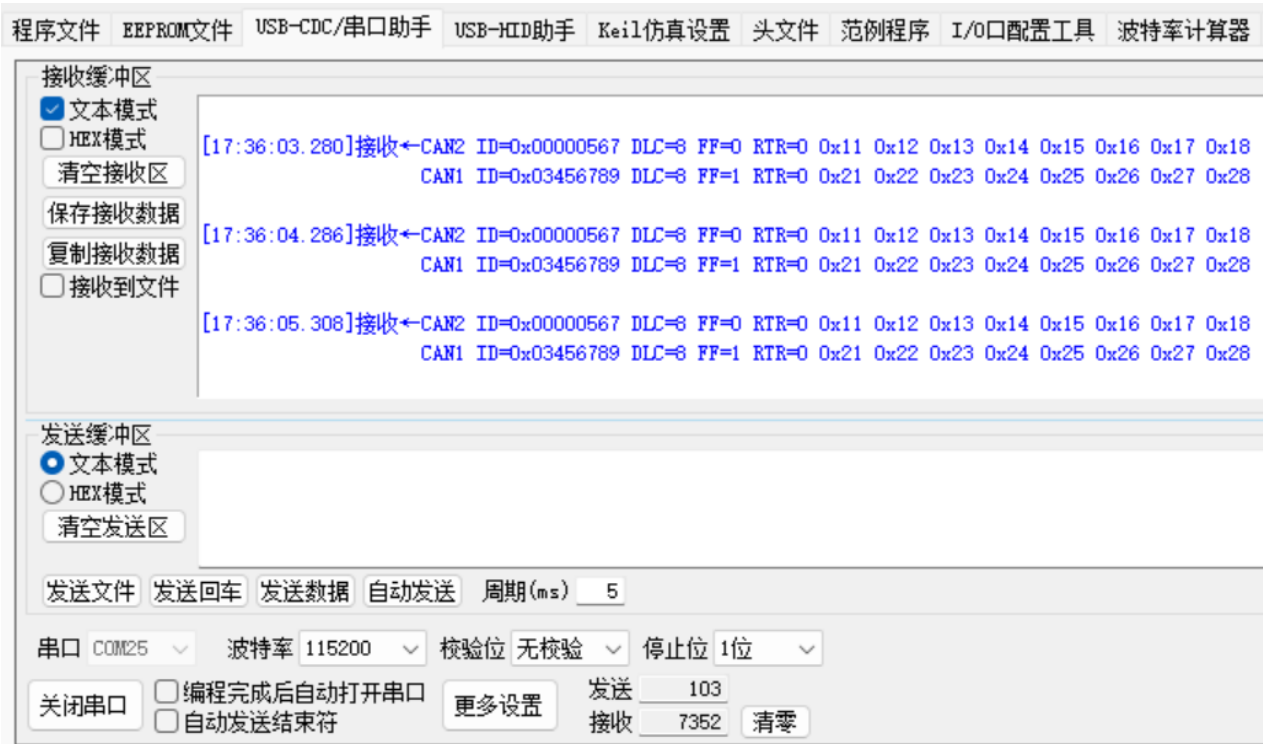 程序文件 EEPROM文件 USB-CDC/串口助手 USB-HID助手 Keil仿真设置 头文件 范例程序 I/O口配置工具 波特率计算器
接收缓冲区
文本模式
HEX模式
清空接收区
保存接收数据
复制接收数据
接收到文件
[17:36:03.280]接收←CAN2 ID=0x00000567 DLC=8 FF=0 RTR=0 0x11 0x12 0x13 0x14 0x15 0x16 0x17 0x18
CAN1 ID=0x03456789 DLC=8 FF=1 RTR=0 0x21 0x22 0x23 0x24 0x25 0x26 0x27 0x28
[17:36:04.286]接收←CAN2 ID=0x00000567 DLC=8 FF=0 RTR=0 0x11 0x12 0x13 0x14 0x15 0x16 0x17 0x18
CAN1 ID=0x03456789 DLC=8 FF=1 RTR=0 0x21 0x22 0x23 0x24 0x25 0x26 0x27 0x28
[17:36:05.308]接收←CAN2 ID=0x00000567 DLC=8 FF=0 RTR=0 0x11 0x12 0x13 0x14 0x15 0x16 0x17 0x18
CAN1 ID=0x03456789 DLC=8 FF=1 RTR=0 0x21 0x22 0x23 0x24 0x25 0x26 0x27 0x28
发送缓冲区
文本模式
HEX模式
清空发送区
发送文件 发送回车 发送数据 自动发送 周期(ms) 5
串口 COM25 波特率 115200 校验位 无校验 停止位 1位
关闭串口 编程完成后自动打开串口 更多设置 发送 103
自动发送结束符 接收 7352 清零